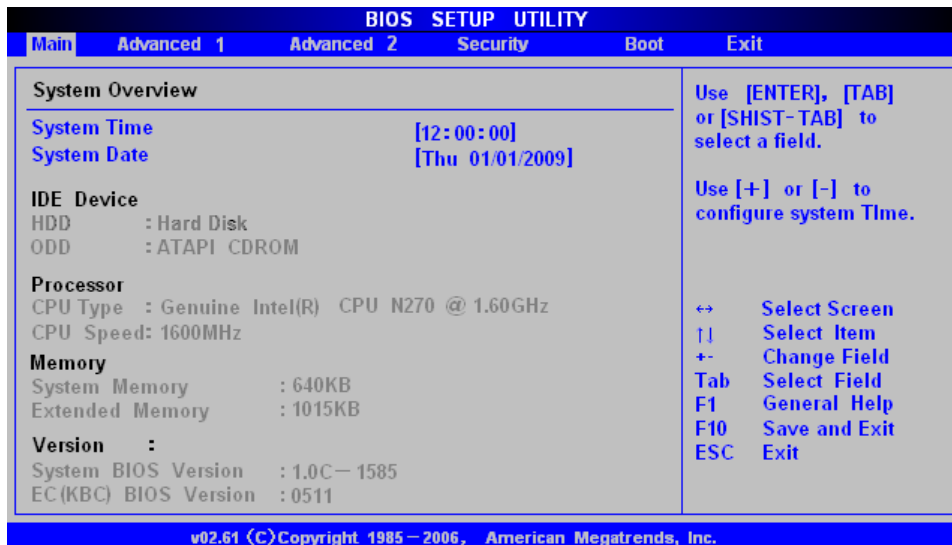 BIOS SETUP UTILITY
Main Advanced 1 Advanced 2 Security Boot Exit
System Overview
System Time [12:00:00]
System Date [Thu 01/01/2009]
IDE Device
HDD : Hard Disk
ODD : ATAPI CDROM
Processor
CPU Type : Genuine Intel(R) CPU N270 @ 1.60GHz
CPU Speed: 1600MHz
Memory
System Memory : 640KB
Extended Memory : 1015KB
Version :
System BIOS Version : 1.0C-1585
EC(KBC) BIOS Version : 0511
Use [ENTER], [TAB]
or [SHIST-TAB] to
select a field.
Use [+] or [-] to
configure system TIme.
↔ Select Screen
↑↓ Select Item
+- Change Field
Tab Select Field
F1 General Help
F10 Save and Exit
ESC Exit
v02.61 (C)Copyright 1985-2006, American Megatrends, Inc.